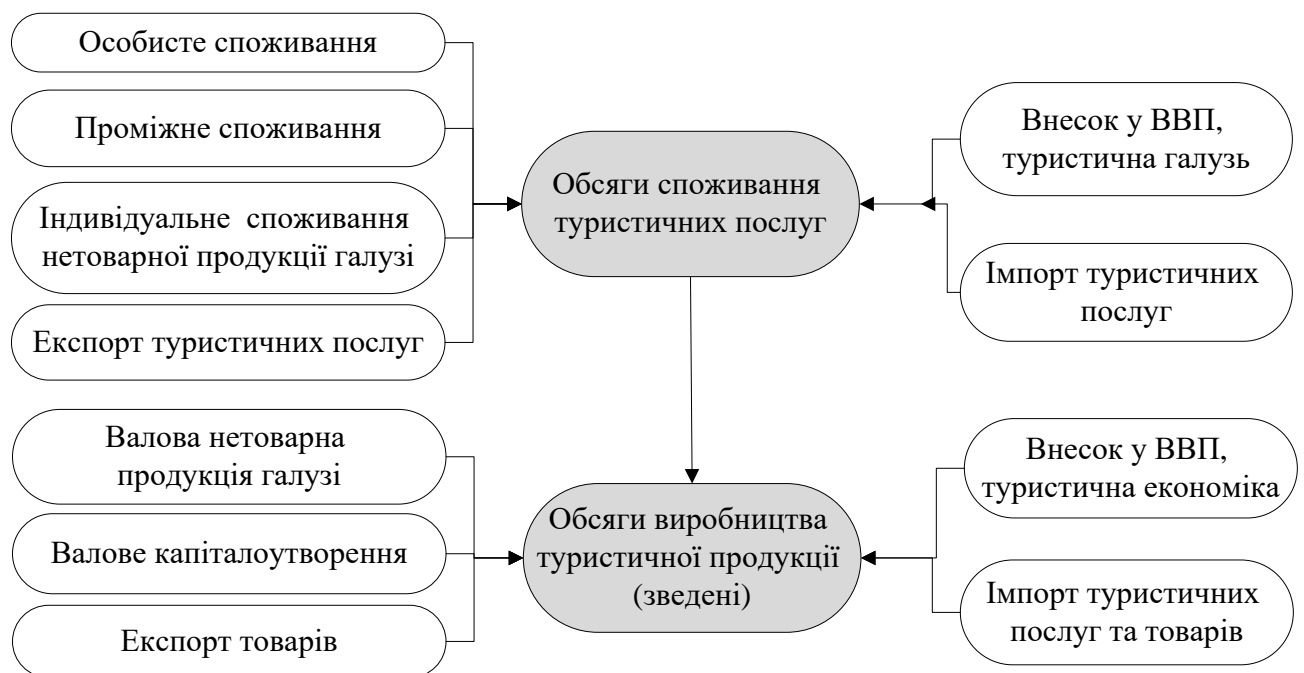 Особисте споживання
Проміжне споживання
Індивідуальне споживання
нетоварної продукції галузі
Експорт туристичних послуг
Обсяги споживання
туристичних послуг
Внесок у ВВП,
туристична галузь
Імпорт туристичних
послуг
Валова нетоварна
продукція галузі
Валове капіталоутворення
Експорт товарів
Обсяги виробництва
туристичної продукції
(зведені)
Внесок у ВВП,
туристична економіка
Імпорт туристичних
послуг та товарів